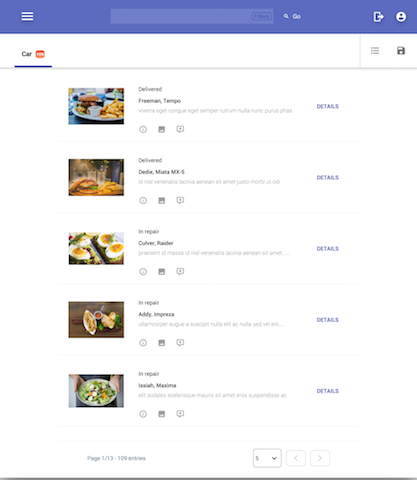 Go
Car 109
Delivered
Freeman, Tempo
viverra eget congue eget semper rutrum nulla nunc purus phas
DETAILS
Delivered
Dedie, Miata MX-5
id nisl venenatis lacinia aenean sit amet justo morbi ut odi
DETAILS
In repair
Culver, Raider
praesent id massa id nisl venenatis lacinia aenean sit amet ...
DETAILS
In repair
Addy, Impreza
ullamcorper augue a suscipit nulla elit ac nulla sed vel eni...
DETAILS
In repair
Issiah, Maxima
elit sodales scelerisque mauris sit amet eros suspendisse ac
DETAILS
Page 1/13 - 109 entries
5